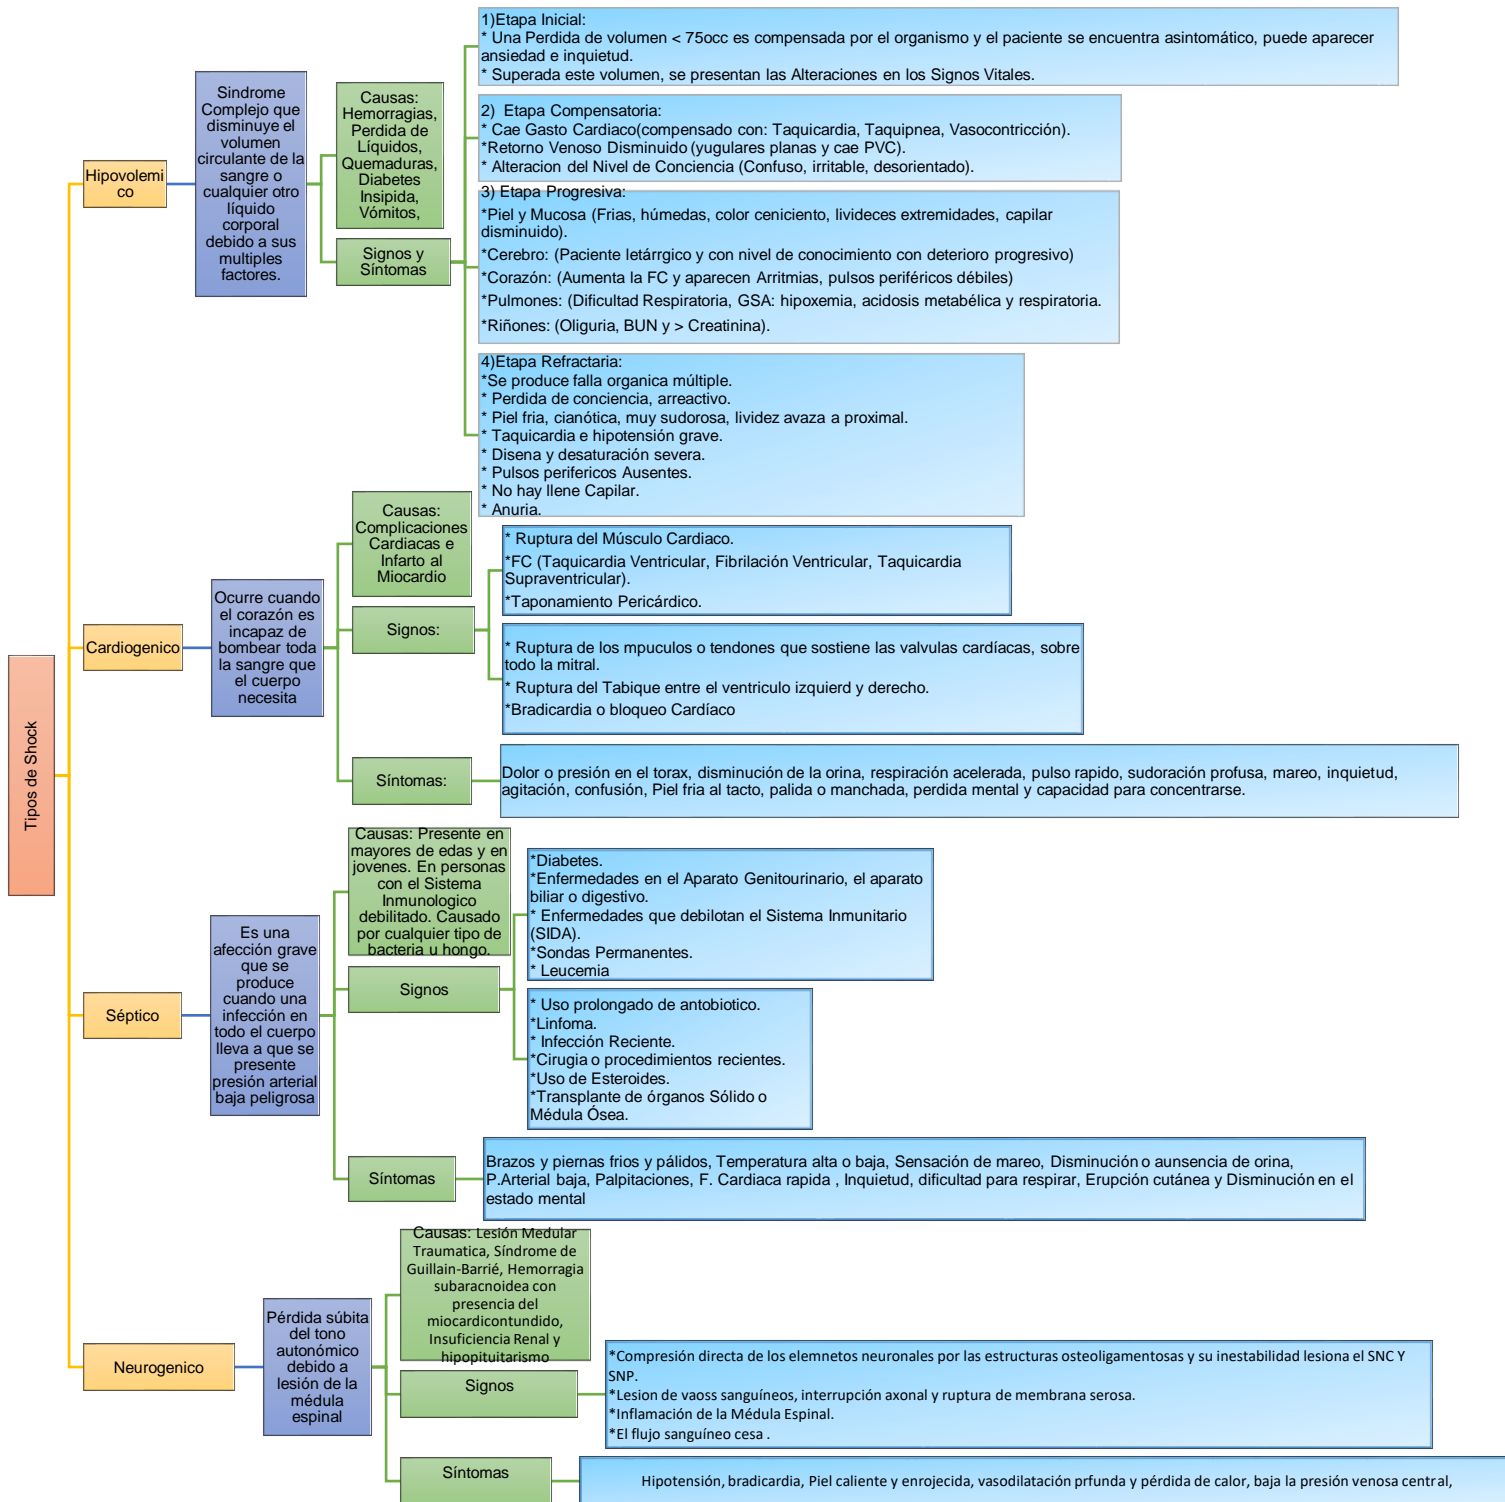 Tipos de Shock
Hipovolemi
co
Sindrome
Complejo que
disminuye el
volumen
circulante de la
sangre o
cualquier otro
líquido
corporal
debido a sus
multiples
factores.
Causas:
Hemorragias,
Perdida de
Líquidos,
Quemaduras,
Diabetes
Insipida,
Vómitos,
Signos y
Síntomas
1)Etapa Inicial:
* Una Perdida de volumen < 75occ es compensada por el organismo y el paciente se encuentra asintomático, puede aparecer
ansiedad e inquietud.
* Superada este volumen, se presentan las Alteraciones en los Signos Vitales.
2) Etapa Compensatoria:
* Cae Gasto Cardiaco(compensado con: Taquicardia, Taquipnea, Vasocontricción).
*Retorno Venoso Disminuido (yugulares planas y cae PVC).
* Alteracion del Nivel de Conciencia (Confuso, irritable, desorientado).
3) Etapa Progresiva:
*Piel y Mucosa (Frias, húmedas, color ceniciento, livideces extremidades, capilar
disminuido).
*Cerebro: (Paciente letárrgico y con nivel de conocimiento con deterioro progresivo)
*Corazón: (Aumenta la FC y aparecen Arritmias, pulsos periféricos débiles)
*Pulmones: (Dificultad Respiratoria, GSA: hipoxemia, acidosis metabélica y respiratoria.
*Riñones: (Oliguria, BUN y > Creatinina).
4)Etapa Refractaria:
*Se produce falla organica múltiple.
* Perdida de conciencia, arreactivo.
* Piel fria, cianótica, muy sudorosa, lividez avaza a proximal.
* Taquicardia e hipotensión grave.
* Disena y desaturación severa.
* Pulsos perifericos Ausentes.
* No hay llene Capilar.
* Anuria.
Cardiogenico
Ocurre cuando
el corazón es
incapaz de
bombear toda
la sangre que
el cuerpo
necesita
Causas:
Complicaciones
Cardiacas e
Infarto al
Miocardio
Signos:
* Ruptura del Músculo Cardiaco.
*FC (Taquicardia Ventricular, Fibrilación Ventricular, Taquicardia
Supraventricular).
*Taponamiento Pericárdico.
* Ruptura de los mpuculos o tendones que sostiene las valvulas cardíacas, sobre
todo la mitral.
* Ruptura del Tabique entre el ventriculo izquierd y derecho.
*Bradicardia o bloqueo Cardíaco
Síntomas:
Dolor o presión en el torax, disminución de la orina, respiración acelerada, pulso rapido, sudoración profusa, mareo, inquietud,
agitación, confusión, Piel fria al tacto, palida o manchada, perdida mental y capacidad para concentrarse.
Séptico
Es una
afección grave
que se
produce
cuando una
infección en
todo el cuerpo
lleva a que se
presente
presión arterial
baja peligrosa
Causas: Presente en
mayores de edas y en
jovenes. En personas
con el Sistema
Inmunologico
debilitado. Causado
por cualquier tipo de
bacteria u hongo.
Signos
*Diabetes.
*Enfermedades en el Aparato Genitourinario, el aparato
biliar o digestivo.
* Enfermedades que debilotan el Sistema Inmunitario
(SIDA).
*Sondas Permanentes.
* Leucemia
* Uso prolongado de antobiotico.
*Linfoma.
* Infección Reciente.
*Cirugia o procedimientos recientes.
*Uso de Esteroides.
*Transplante de órganos Sólido o
Médula Ósea.
Síntomas
Brazos y piernas frios y pálidos, Temperatura alta o baja, Sensación de mareo, Disminución o aunsencia de orina,
P.Arterial baja, Palpitaciones, F. Cardiaca rapida , Inquietud, dificultad para respirar, Erupción cutánea y Disminución en el
estado mental
Neurogenico
Pérdida súbita
del tono
autonómico
debido a
lesión de la
médula
espinal
Causas: Lesión Medular
Traumatica, Síndrome de
Guillain-Barrié, Hemorragia
subaracnoidea con
presencia del
miocardicontundido,
Insuficiencia Renal y
hipopituitarismo
Signos
*Compresión directa de los elemnetos neuronales por las estructuras osteoligamentosas y su inestabilidad lesiona el SNC Y
SNP.
*Lesion de vaoss sanguíneos, interrupción axonal y ruptura de membrana serosa.
*Inflamación de la Médula Espinal.
*El flujo sanguíneo cesa .
Síntomas
Hipotensión, bradicardia, Piel caliente y enrojecida, vasodilatación prfunda y pérdida de calor, baja la presión venosa central,